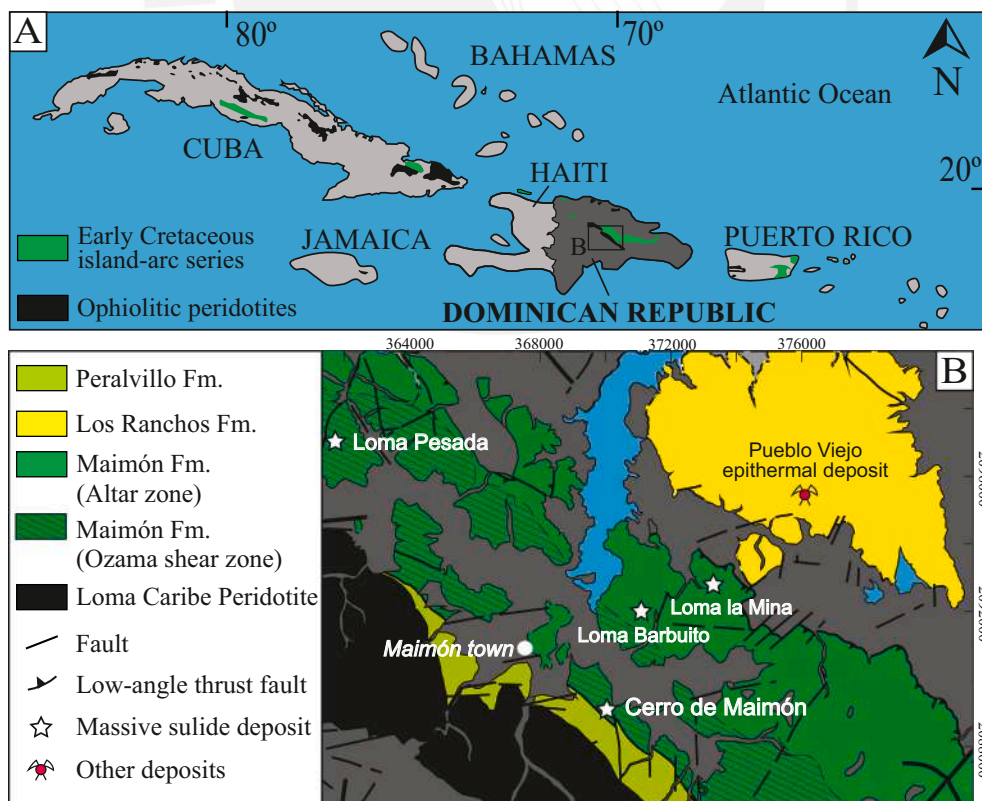 A
80º
70º
BAHAMAS
N
Atlantic Ocean
CUBA
HAITI
20º
Early Cretaceous
island-arc series
JAMAICA
B
PUERTO RICO
Ophiolitic peridotites
DOMINICAN REPUBLIC
364000
368000
372000
376000
B
Peralvillo Fm.
Los Ranchos Fm.
Maimón Fm.
(Altar zone)
Maimón Fm.
(Ozama shear zone)
Loma Caribe Peridotite
Fault
Low-angle thrust fault
Massive sulide deposit
Other deposits
Loma Pesada
Pueblo Viejo
epithermal deposit
Loma la Mina
Loma Barbuito
Maimón town
Cerro de Maimón